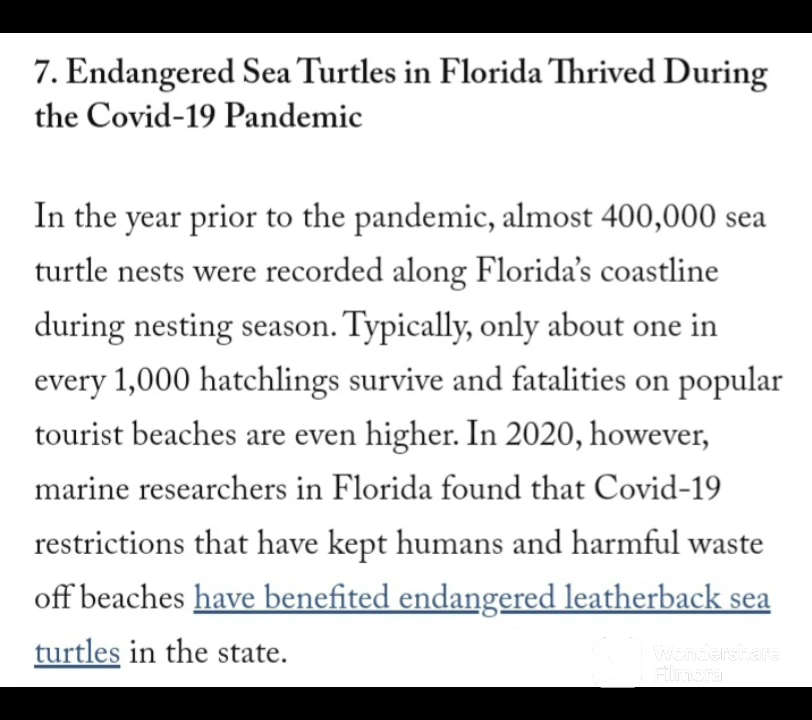 7. Endangered Sea Turtles in Florida Thrived During
the Covid-19 Pandemic
In the year prior to the pandemic, almost 400,000 sea
turtle nests were recorded along Florida’s coastline
during nesting season. Typically, only about one in
every 1,000 hatchlings survive and fatalities on popular
tourist beaches are even higher. In 2020, however,
marine researchers in Florida found that Covid-19
restrictions that have kept humans and harmful waste
off beaches have benefited endangered leatherback sea
turtles in the state.
Wondershare
Filmora